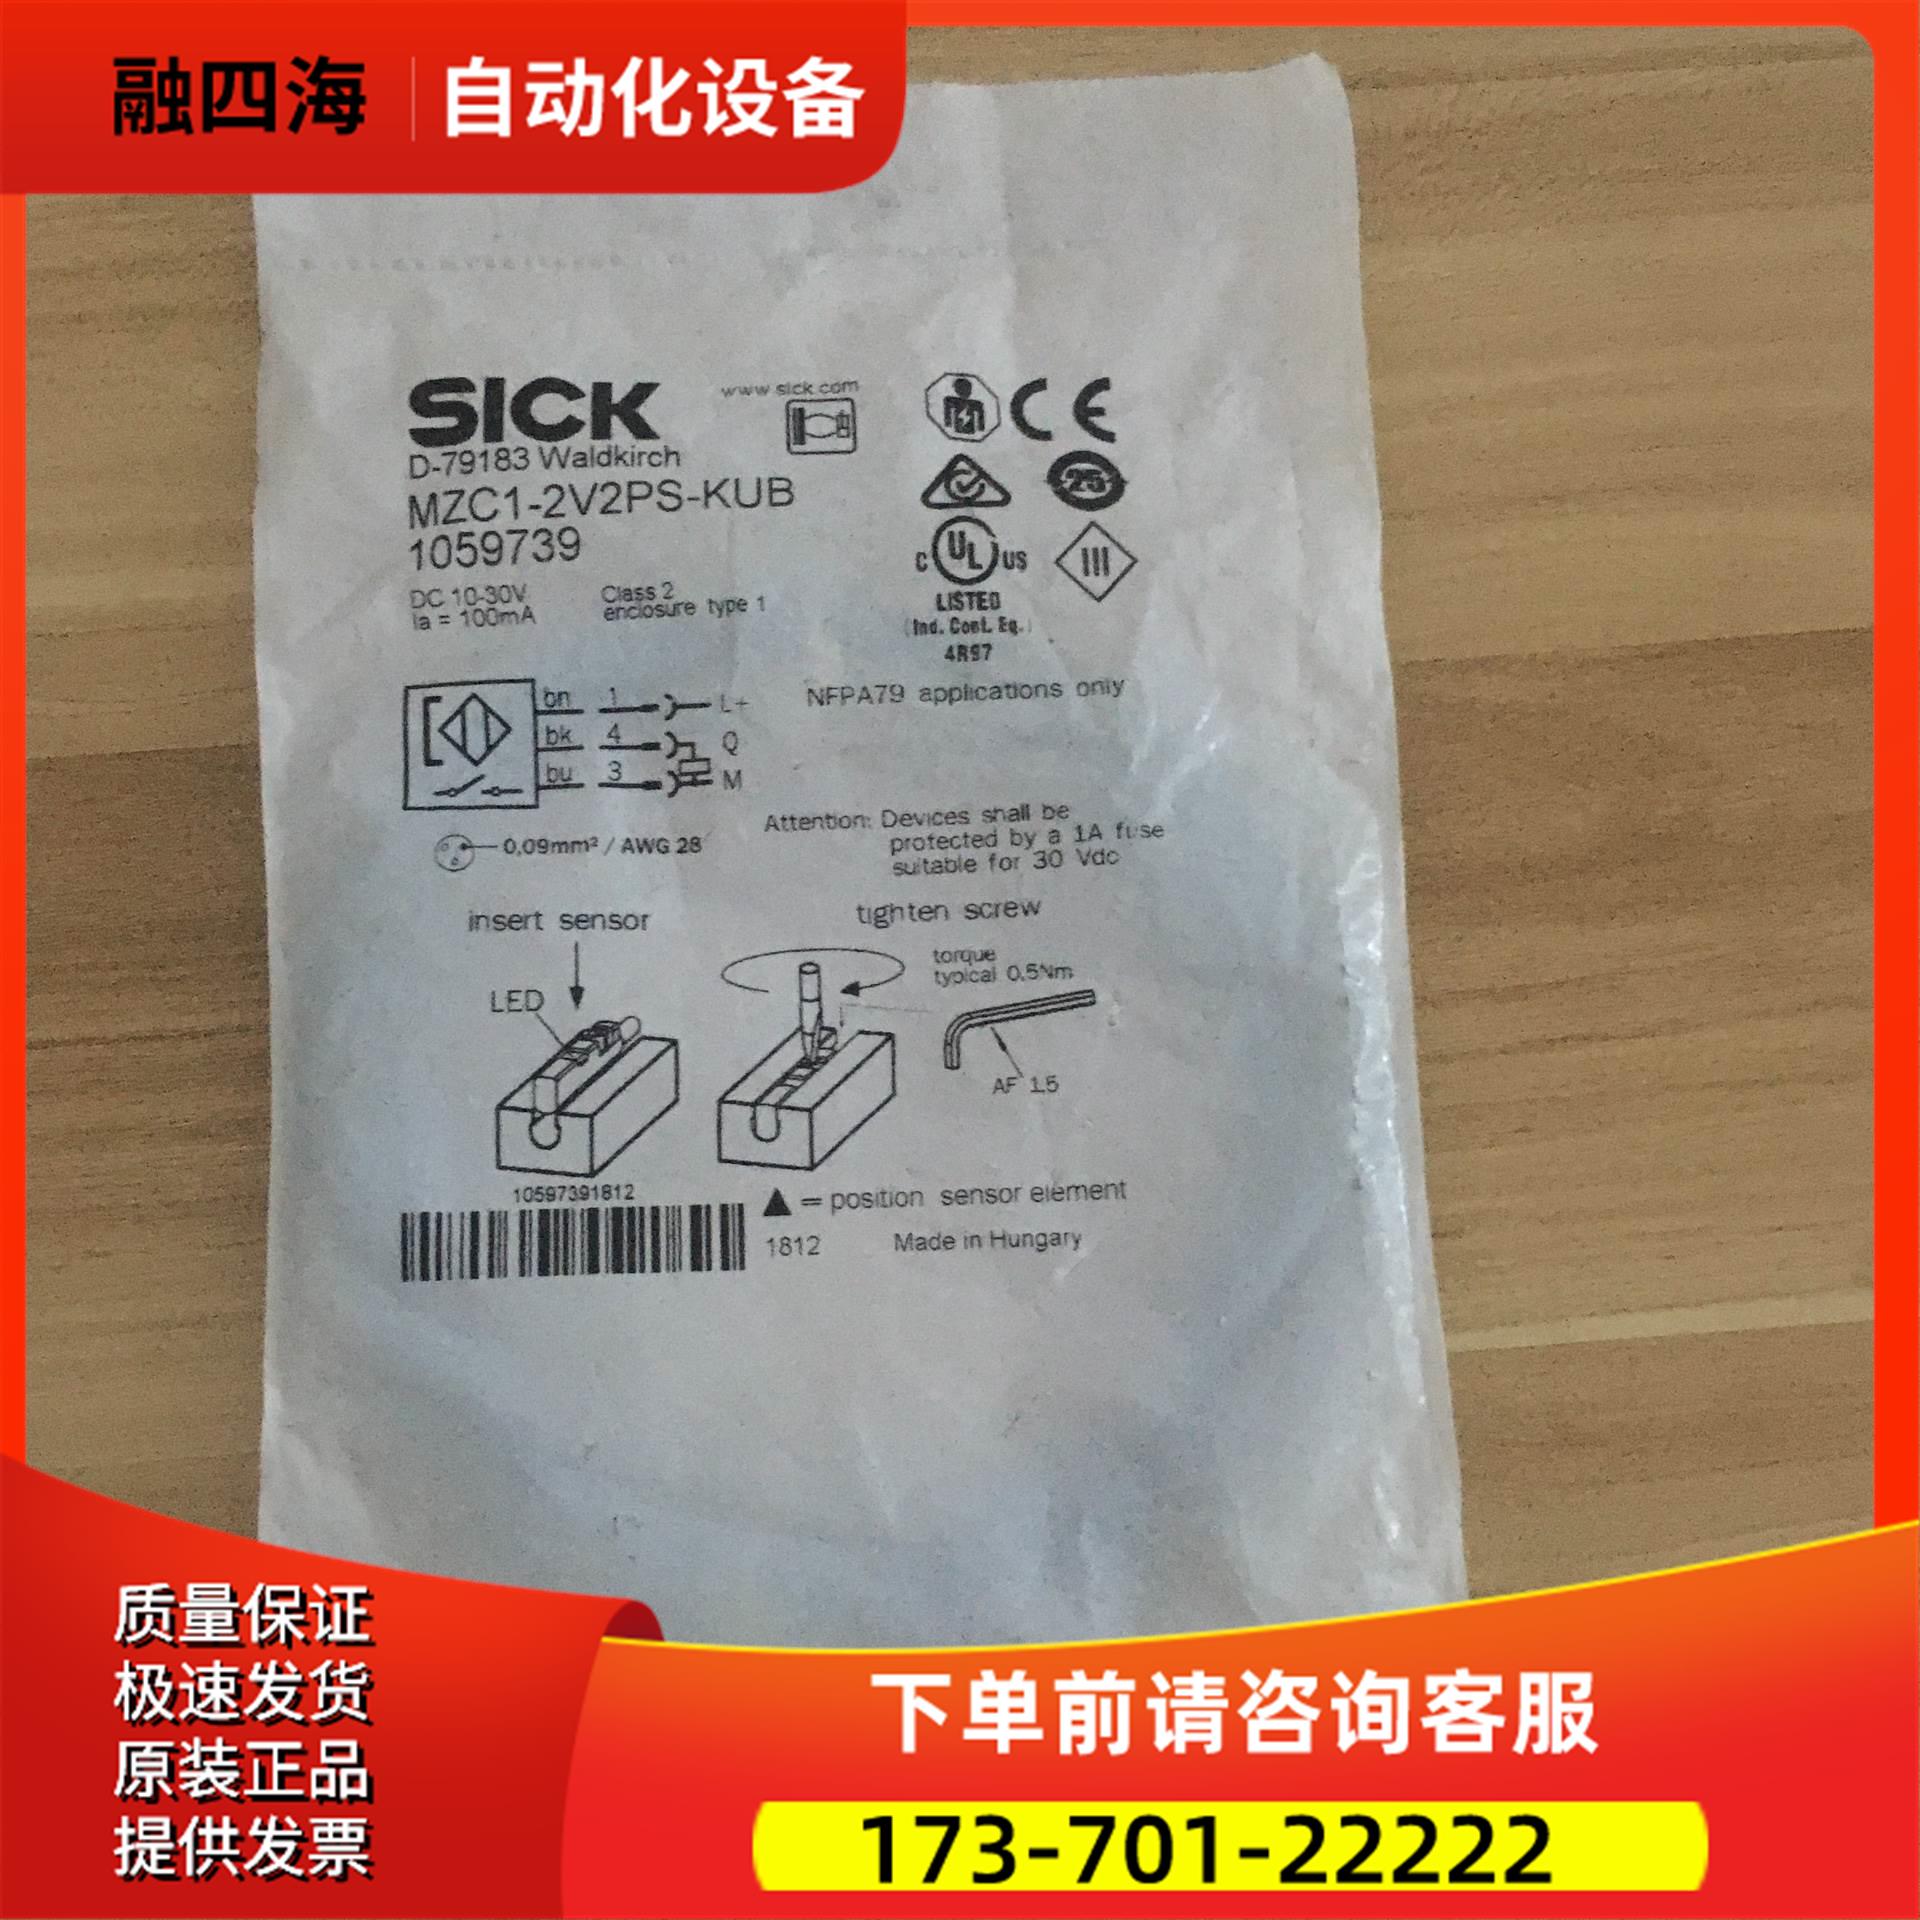 融四海 自动化设备
SICK
www.sick.com
D-79183 Waldkirch
MZC1-2V2PS-KUB
1059739
DC 10-30V
Ia = 100mA
Class 2
enclosure type 1
CE
25
C UL US
LISTED
Ind. Cont. Eq.
4R97
III
bn 1 L+
bk 4 Q
bu 3 M
NFPA79 applications only
0,09mm² / AWG 28
Attention: Devices shall be
protected by a 1A fuse
suitable for 30 Vdc
insert sensor
tighten screw
LED
torque
typical 0,5Nm
AF 1.5
10597391812
▲ = position sensor element
1812 Made in Hungary
质量保证
极速发货
原装正品
提供发票
下单前请咨询客服
173-701-22222